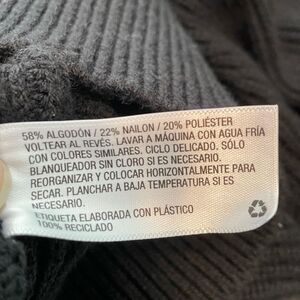 58% ALGODÓN / 22% NAILON / 20% POLIÉSTER
VOLTEAR AL REVÉS. LAVAR A MÁQUINA CON AGUA FRÍA
CON COLORES SIMILARES. CICLO DELICADO. SÓLO
BLANQUEADOR SIN CLORO SI ES NECESARIO.
REORGANIZAR Y COLOCAR HORIZONTALMENTE PARA
SECAR. PLANCHAR A BAJA TEMPERATURA SI ES
NECESARIO.
ETIQUETA ELABORADA CON PLÁSTICO
100% RECICLADO